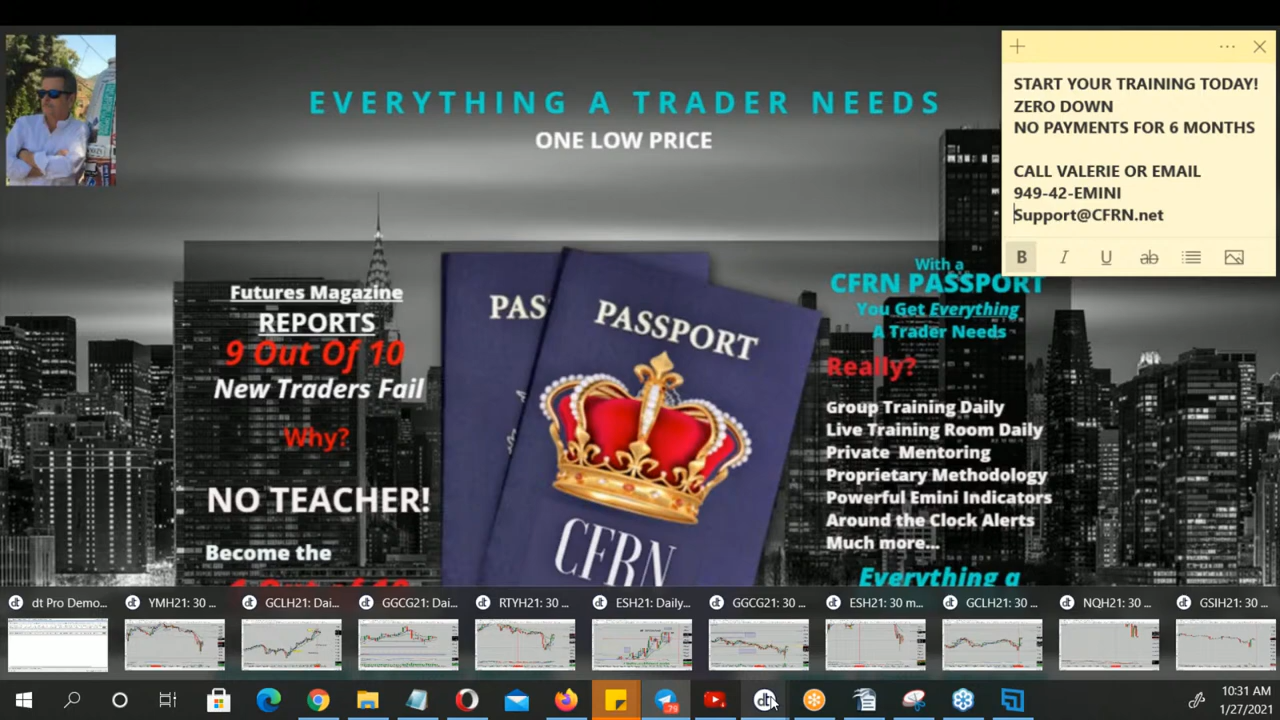 EVERYTHING A TRADER NEEDS
ONE LOW PRICE
START YOUR TRAINING TODAY!
ZERO DOWN
NO PAYMENTS FOR 6 MONTHS
CALL VALERIE OR EMAIL
949-42-EMINI
Support@CFRN.net
B I U ab
Futures Magazine
REPORTS
9 Out Of 10
New Traders Fail
Why?
NO TEACHER!
Become the
PAS
PASSPORT
CFRN
With a
CFRN PASSPORT
You Get Everything
A Trader Needs
Really?
Group Training Daily
Live Training Room Daily
Private Mentoring
Proprietary Methodology
Powerful Emini Indicators
Around the Clock Alerts
Much more...
Everything a
dt Pro Demo... YMH21: 30 ... GCLH21: Dai... GGCG21: Dai... RTYH21: 30 ... ESH21: Daily... GGCG21: 30 ... ESH21: 30 m... GCLH21: 30 ... NQH21: 30 ... GSIH21: 30 ...
79
dt
10:31 AM
1/27/2021